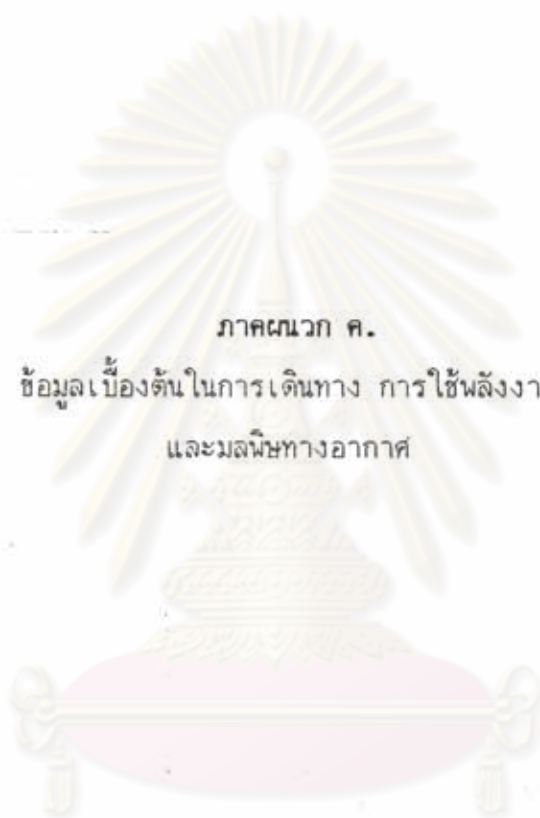 ภาคผนวก ค.
ข้อมูลเบื้องต้นในการเดินทาง การใช้พลังงา
และมลพิษทางอากาศ